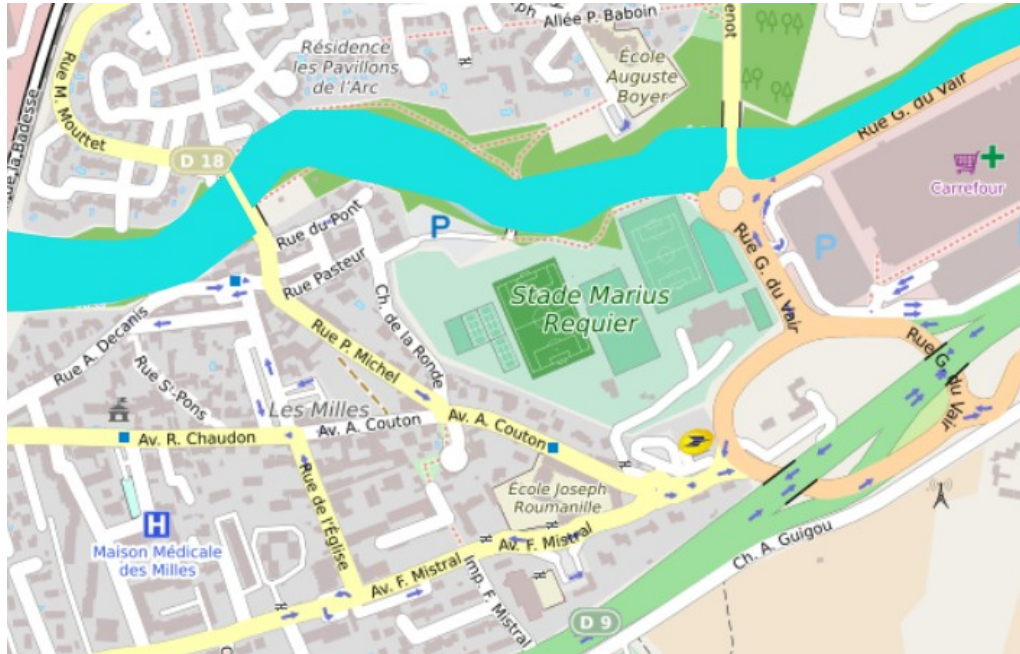 Allée P. Baboin
Rue M. Mouttet
Résidence
les Pavillons
de l'Arc
École
Auguste
Boyer
enot
Rue G. du Vair
la Badesse
D 18
Carrefour
Rue du Pont
P
P
Rue Pasteur
Rue G. du Vair
Stade Marius
Requier
Ch. de la Ronde
Rue A. Decanis
Rue P. Michel
Rue G. du Vair
Rue St-Pons
Les Milles
Av. A. Couton
Av. A. Couton
Av. R. Chaudon
École Joseph
Roumanille
H
Maison Médicale
des Milles
Rue de l'Église
Av. F. Mistral
Av. F. Mistral
Imp. F. Mistral
Ch. A. Guigou
D 9